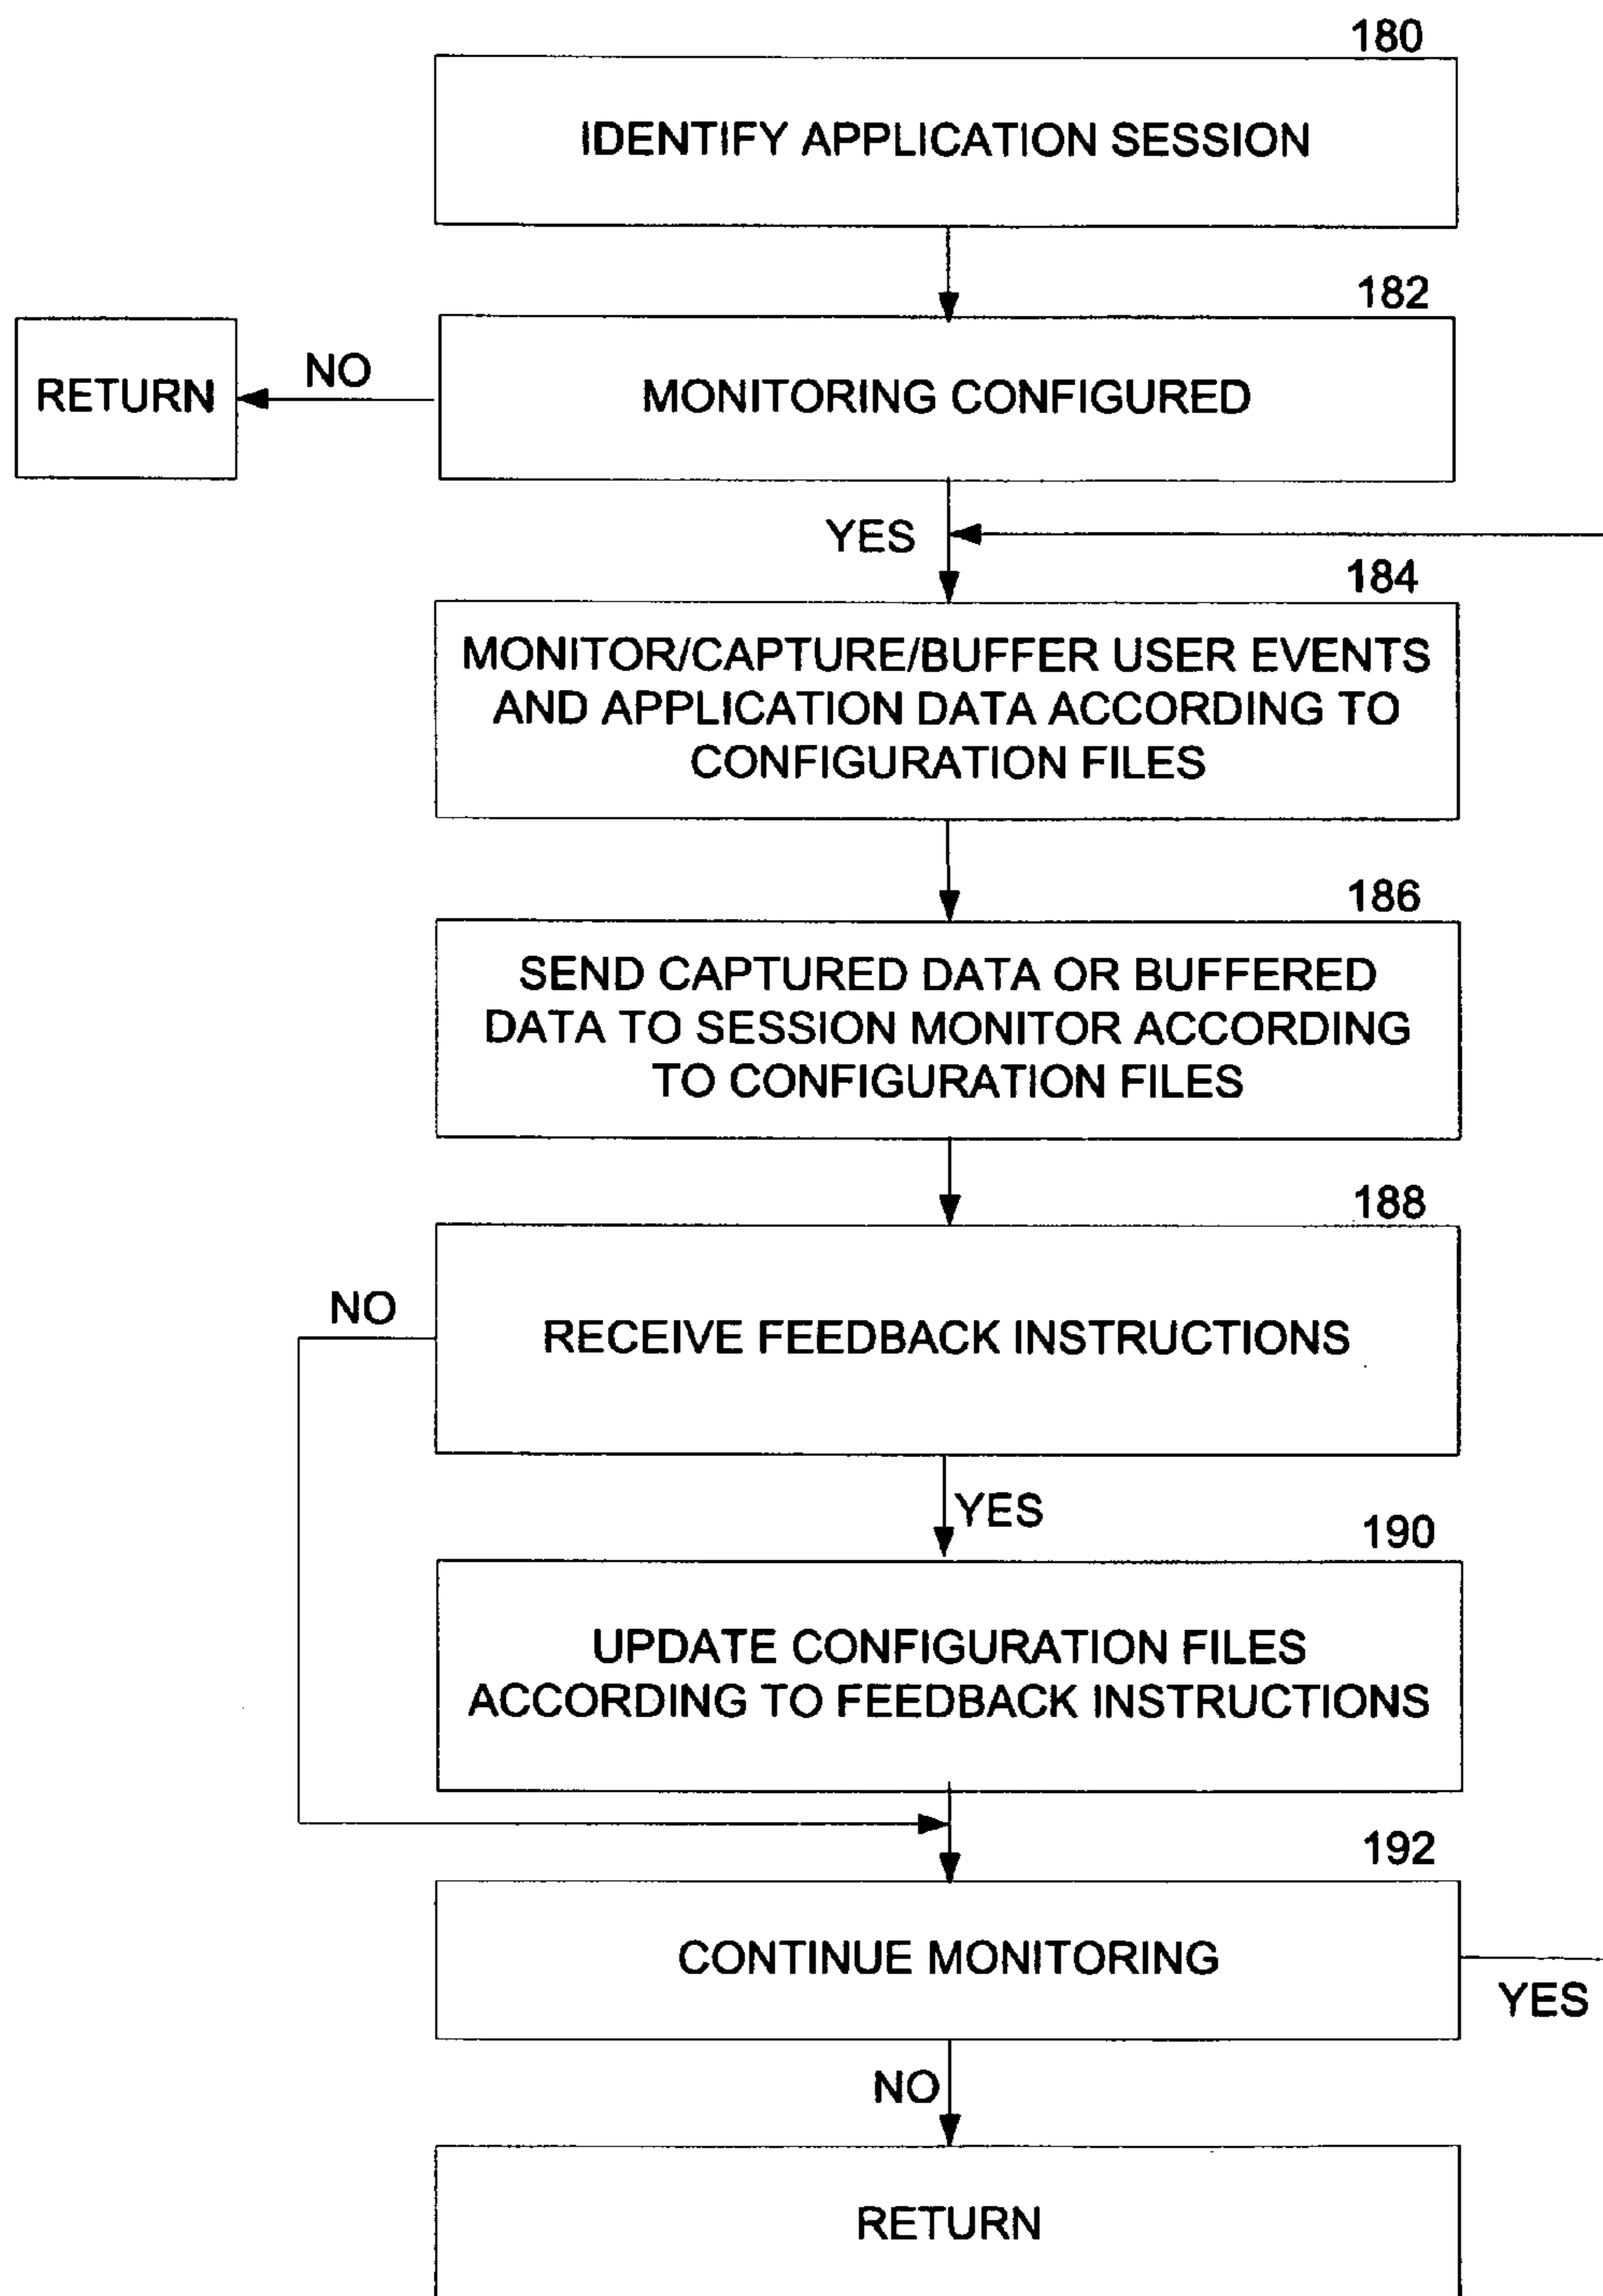 180
IDENTIFY APPLICATION SESSION
182
RETURN
NO
MONITORING CONFIGURED
YES
184
MONITOR/CAPTURE/BUFFER USER EVENTS
AND APPLICATION DATA ACCORDING TO
CONFIGURATION FILES
186
SEND CAPTURED DATA OR BUFFERED
DATA TO SESSION MONITOR ACCORDING
TO CONFIGURATION FILES
188
NO
RECEIVE FEEDBACK INSTRUCTIONS
YES
190
UPDATE CONFIGURATION FILES
ACCORDING TO FEEDBACK INSTRUCTIONS
192
CONTINUE MONITORING
YES
NO
RETURN